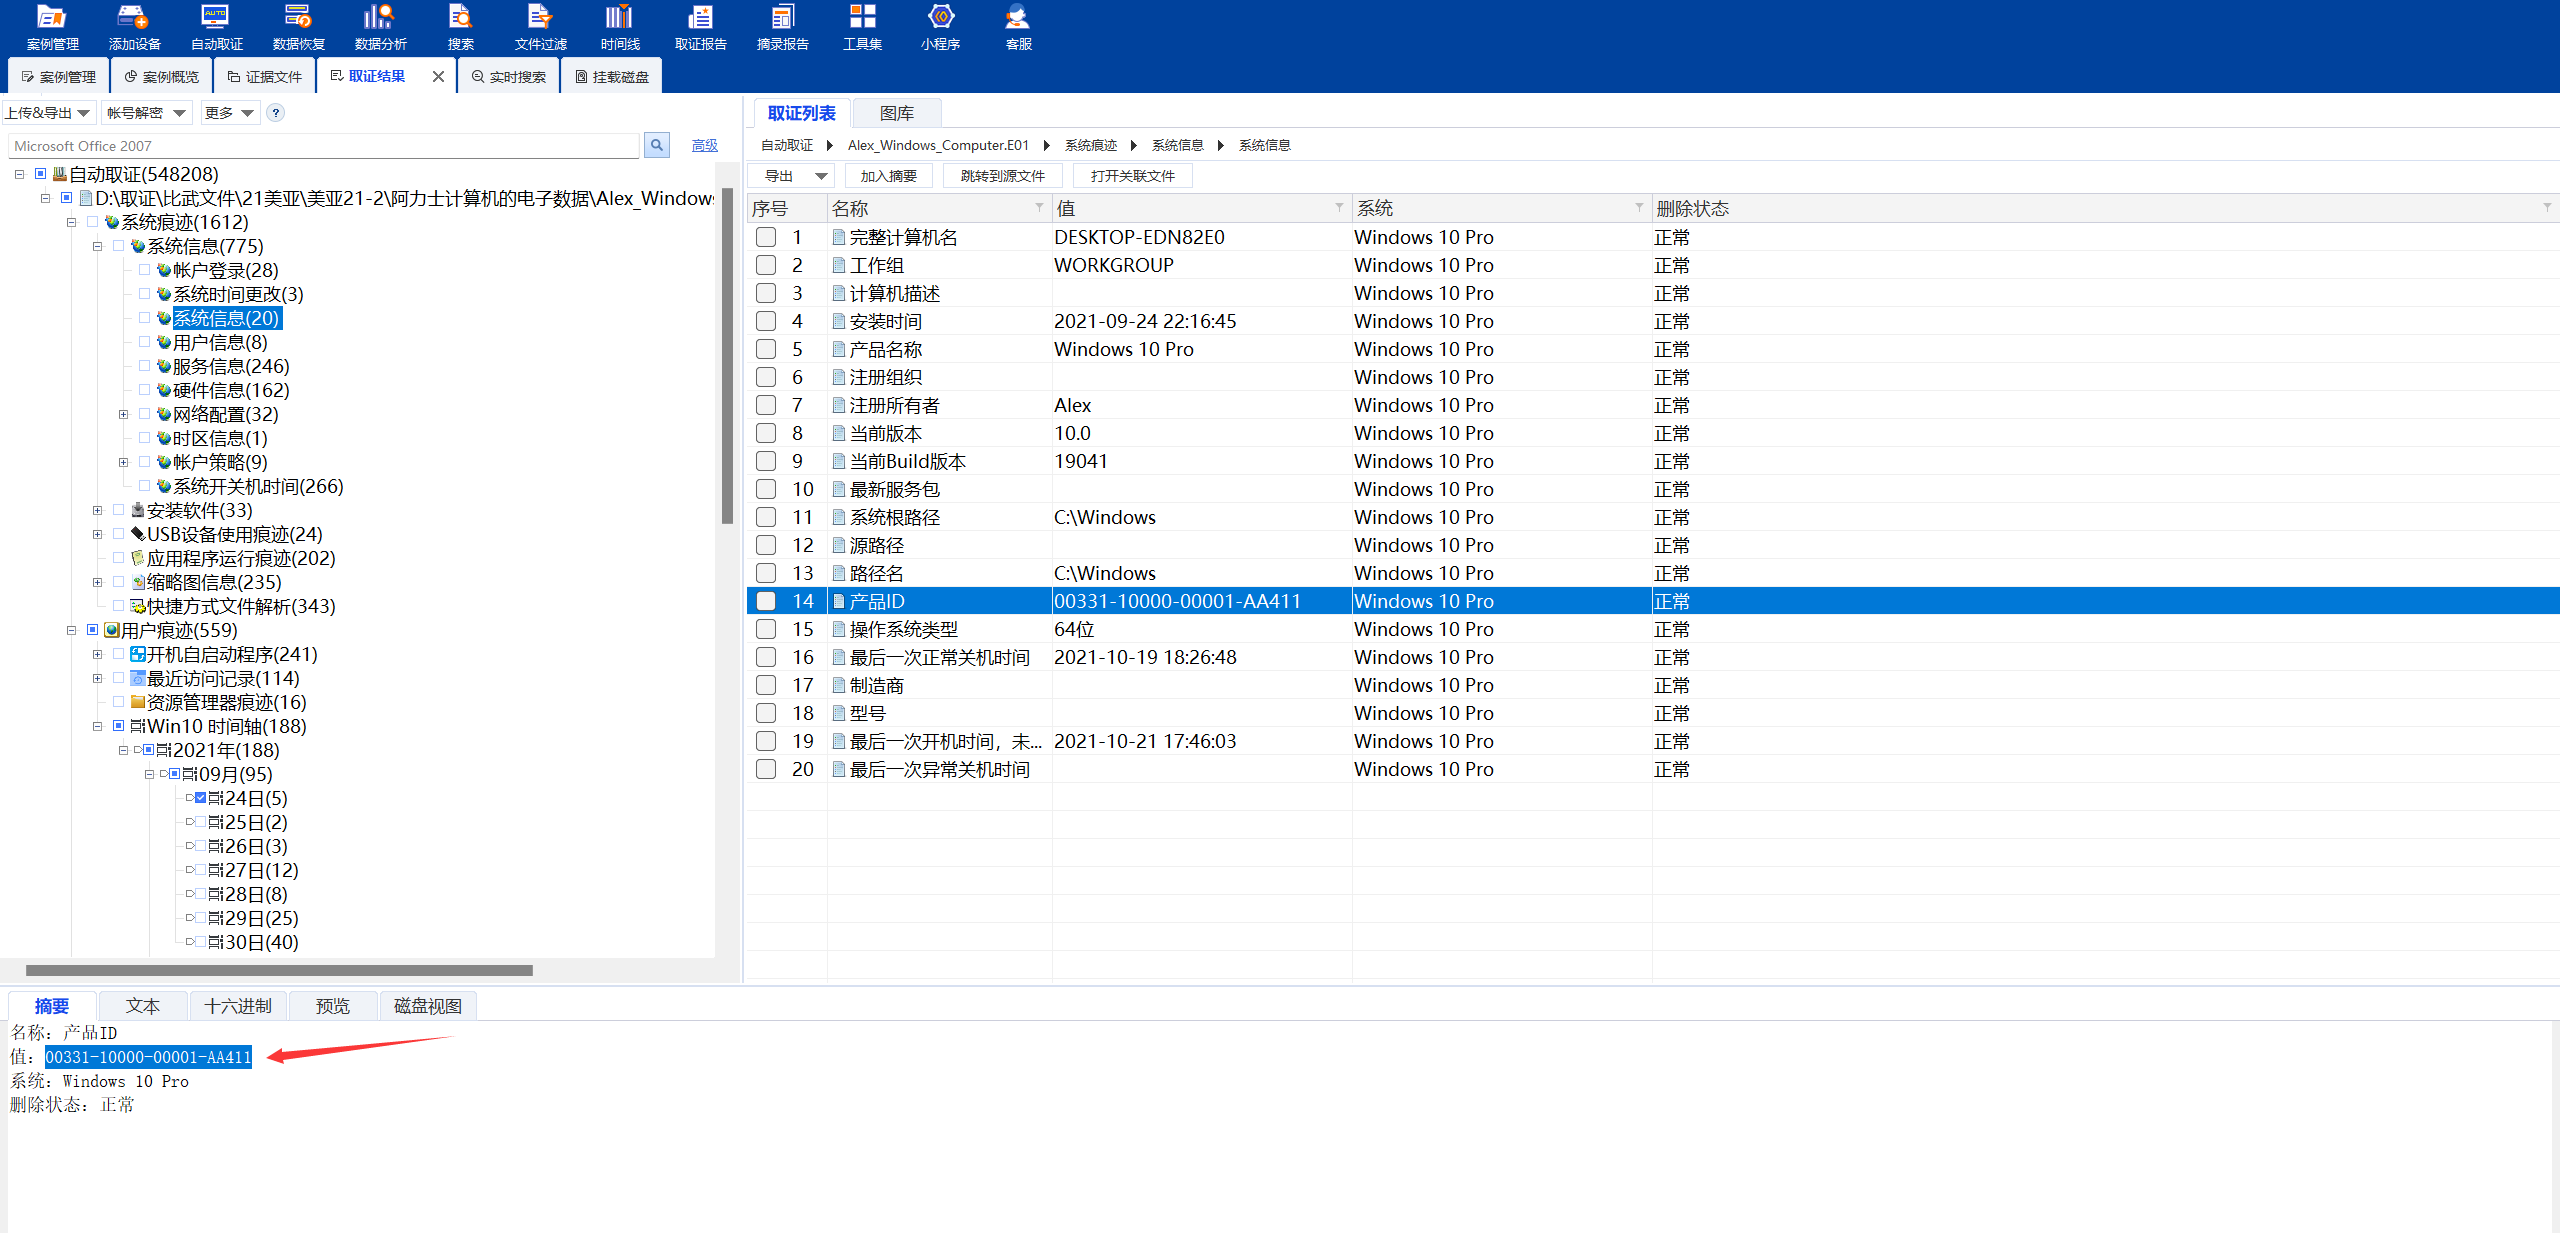 案例管理 添加设备 自动取证 数据恢复 数据分析 搜索 文件过滤 时间线 取证报告 摘录报告 工具集 小程序 客服
案例管理 案例概览 证据文件 取证结果 实时搜索 挂载磁盘
上传&导出 帐号解密 更多 ?
Microsoft Office 2007 高级
自动取证(548208)
D:\取证\比武文件\21美亚\美亚21-2\阿力士计算机的电子数据\Alex_Windows
系统痕迹(1612)
系统信息(775)
帐户登录(28)
系统时间更改(3)
系统信息(20)
用户信息(8)
服务信息(246)
硬件信息(162)
网络配置(32)
时区信息(1)
帐户策略(9)
系统开关机时间(266)
安装软件(33)
USB设备使用痕迹(24)
应用程序运行痕迹(202)
缩略图信息(235)
快捷方式文件解析(343)
用户痕迹(559)
开机自启动程序(241)
最近访问记录(114)
资源管理器痕迹(16)
Win10 时间轴(188)
2021年(188)
09月(95)
24日(5)
25日(2)
26日(3)
27日(12)
28日(8)
29日(25)
30日(40)
取证列表 图库
自动取证 Alex_Windows_Computer.E01 系统痕迹 系统信息 系统信息
导出 加入摘要 跳转到源文件 打开关联文件
序号 名称 值 系统 删除状态
1 完整计算机名 DESKTOP-EDN82E0 Windows 10 Pro 正常
2 工作组 WORKGROUP Windows 10 Pro 正常
3 计算机描述 Windows 10 Pro 正常
4 安装时间 2021-09-24 22:16:45 Windows 10 Pro 正常
5 产品名称 Windows 10 Pro Windows 10 Pro 正常
6 注册组织 Windows 10 Pro 正常
7 注册所有者 Alex Windows 10 Pro 正常
8 当前版本 10.0 Windows 10 Pro 正常
9 当前Build版本 19041 Windows 10 Pro 正常
10 最新服务包 Windows 10 Pro 正常
11 系统根路径 C:\Windows Windows 10 Pro 正常
12 源路径 Windows 10 Pro 正常
13 路径名 C:\Windows Windows 10 Pro 正常
14 产品ID 00331-10000-00001-AA411 Windows 10 Pro 正常
15 操作系统类型 64位 Windows 10 Pro 正常
16 最后一次正常关机时间 2021-10-19 18:26:48 Windows 10 Pro 正常
17 制造商 Windows 10 Pro 正常
18 型号 Windows 10 Pro 正常
19 最后一次开机时间，未... 2021-10-21 17:46:03 Windows 10 Pro 正常
20 最后一次异常关机时间 Windows 10 Pro 正常
摘要 文本 十六进制 预览 磁盘视图
名称: 产品ID
值: 00331-10000-00001-AA411
系统: Windows 10 Pro
删除状态: 正常